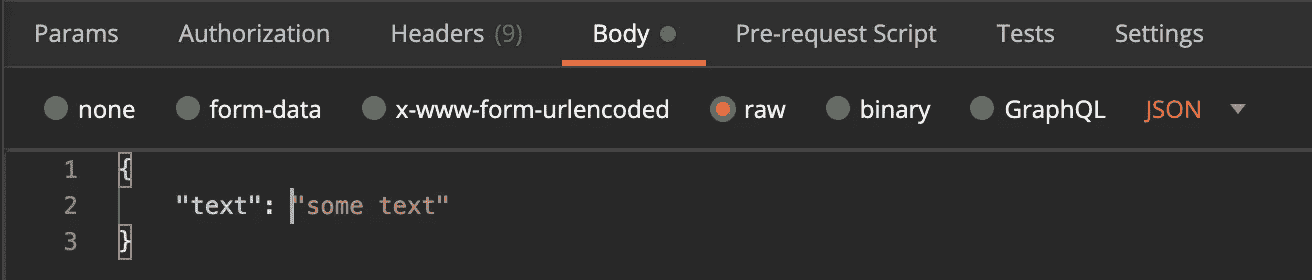 Params Authorization Headers (9) Body Pre-request Script Tests Settings
none form-data x-www-form-urlencoded raw binary GraphQL JSON
1 {
2 "text": "some text"
3 }